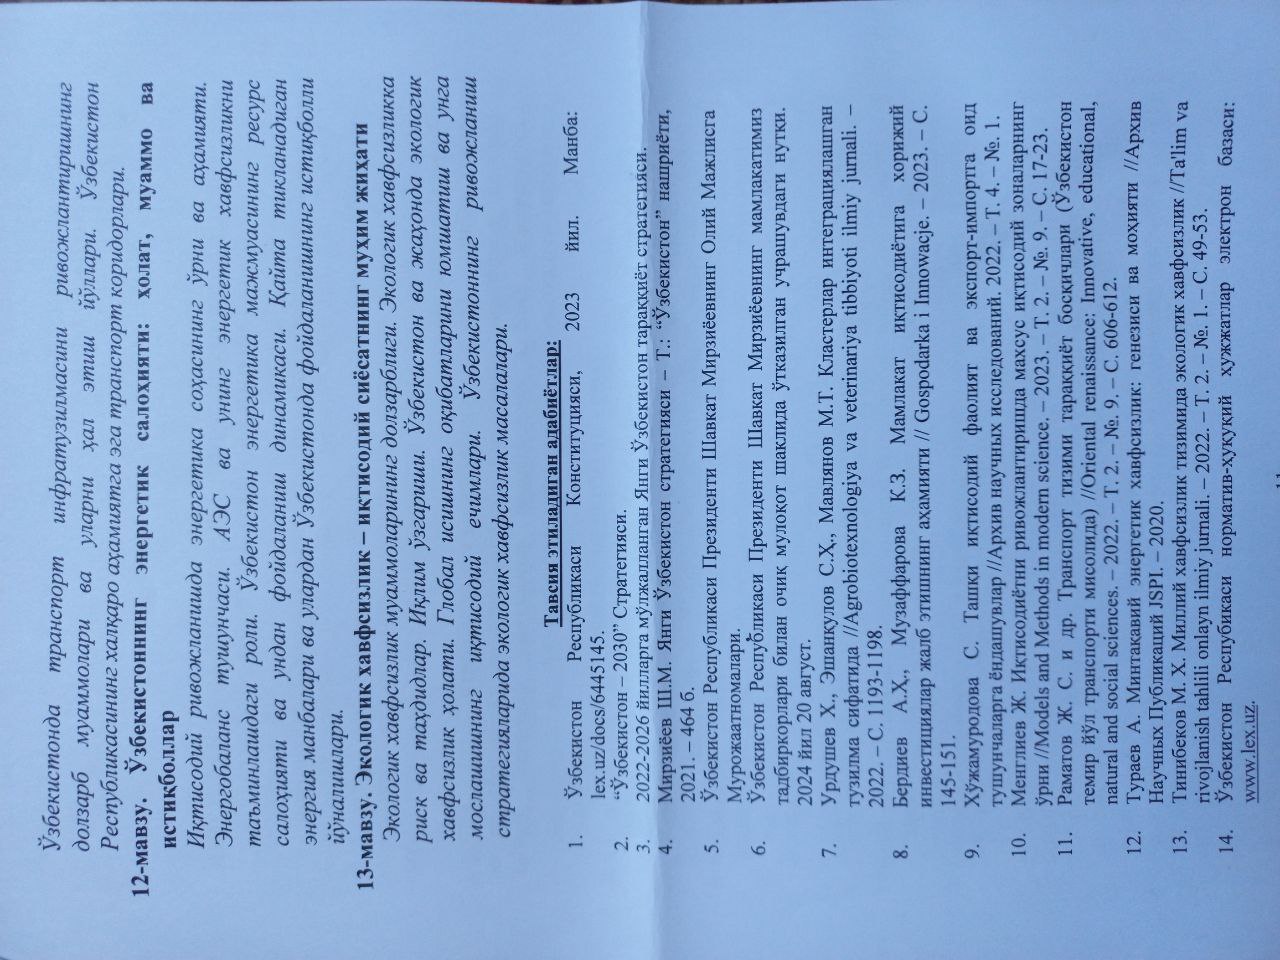 Ўзбекистонда транспорт инфратузилмасини ривожлантиришнинг
долзарб муаммолари ва уларни ҳал этиш йўллари. Ўзбекистон
Республикасининг халқаро аҳамиятга эга транспорт коридорлари.
12-мавзу. Ўзбекистоннинг энергетик салоҳияти: ҳолат, муаммо ва
истиқболлар
Иқтисодий ривожланишда энергетика соҳасининг ўрни ва аҳамияти.
Энергобаланс тушунчаси. АЭС ва унинг энергетик хавфсизликни
таъминлашдаги роли. Ўзбекистон энергетика мажмуасининг ресурс
салоҳияти ва ундан фойдаланиш динамикаси. Қайта тикланадиган
энергия манбалари ва улардан Ўзбекистонда фойдаланишнинг истиқболли
йўналишлари.
13-мавзу. Экологик хавфсизлик – иқтисодий сиёсатнинг муҳим жиҳати
Экологик хавфсизлик муаммоларининг долзарблиги. Экологик хавфсизликка
риск ва таҳдидлар. Иқлим ўзгариши. Ўзбекистон ва жаҳонда экологик
хавфсизлик ҳолати. Глобал исишнинг оқибатларини юмшатиш ва унга
мослашишнинг иқтисодий ечимлари. Ўзбекистоннинг ривожланиш
стратегияларида экологик хавфсизлик масалалари.
Тавсия этиладиган адабиётлар:
1. Ўзбекистон Республикаси Конституцияси, 2023 йил. Манба:
lex.uz/docs/6445145.
2. “Ўзбекистон – 2030” Стратегияси.
3. 2022-2026 йилларга мўлжалланган Янги Ўзбекистон тараққиёт стратегияси.
4. Мирзиёев Ш.М. Янги Ўзбекистон стратегияси – Т.: “Ўзбекистон” нашриёти,
2021. – 464 б.
5. Ўзбекистон Республикаси Президенти Шавкат Мирзиёевнинг Олий Мажлиста
Мурожаатномалари.
6. Ўзбекистон Республикаси Президенти Шавкат Мирзиёевнинг мамлакатимиз
тадбиркорлари билан очиқ мулоқот шаклида ўтказилган учрашувдаги нутқи.
2024 йил 20 август.
7. Урдушев Х., Эшанкулов С.Ҳ., Мавлянов М.Т. Кластерлар интеграциялашган
тузилма сифатида //Agrobiotexnologiya va veterinariya tibbiyoti ilmiy jurnali. –
2022. – С. 1193-1198.
8. Бердиев А.Х., Музаффарова К.З. Мамлакат иқтисодиётига хорижий
инвестициялар жалб этишнинг аҳамияти // Gospodarka i Innowacje. – 2023. – С.
145-151.
9. Хўжамуродова С. Ташқи иқтисодий фаолият ва экспорт-импортга оид
тушунчаларга ёндашувлар //Архив научных исследований. 2022. – Т. 4. – №. 1.
10. Менглиев Ж. Иқтисодиётни ривожлантиришда махсус иқтисодий зоналарнинг
ўрни //Models and Methods in modern science. – 2023. – Т. 2. – №. 9. – С. 17-23.
11. Раматов Ж. С. и др. Транспорт тизими тараққиёт босқичлари (Ўзбекистон
темир йўл транспорти мисолида) //Oriental renaissance: Innovative, educational,
natural and social sciences. – 2022. – Т. 2. – №. 9. – С. 606-612.
12. Тураев А. Минтақавий энергетик хавфсизлик: генезиси ва моҳияти //Архив
Научных Публикаций JSPI. – 2020.
13. Тинибеков М. Х. Миллий хавфсизлик тизимида экологик хавфсизлик //Ta'lim va
rivojlanish tahlili onlayn ilmiy jurnali. – 2022. – Т. 2. – №. 1. – С. 49-53.
14. Ўзбекистон Республикаси норматив-ҳуқуқий ҳужжатлар электрон базаси:
www.lex.uz.